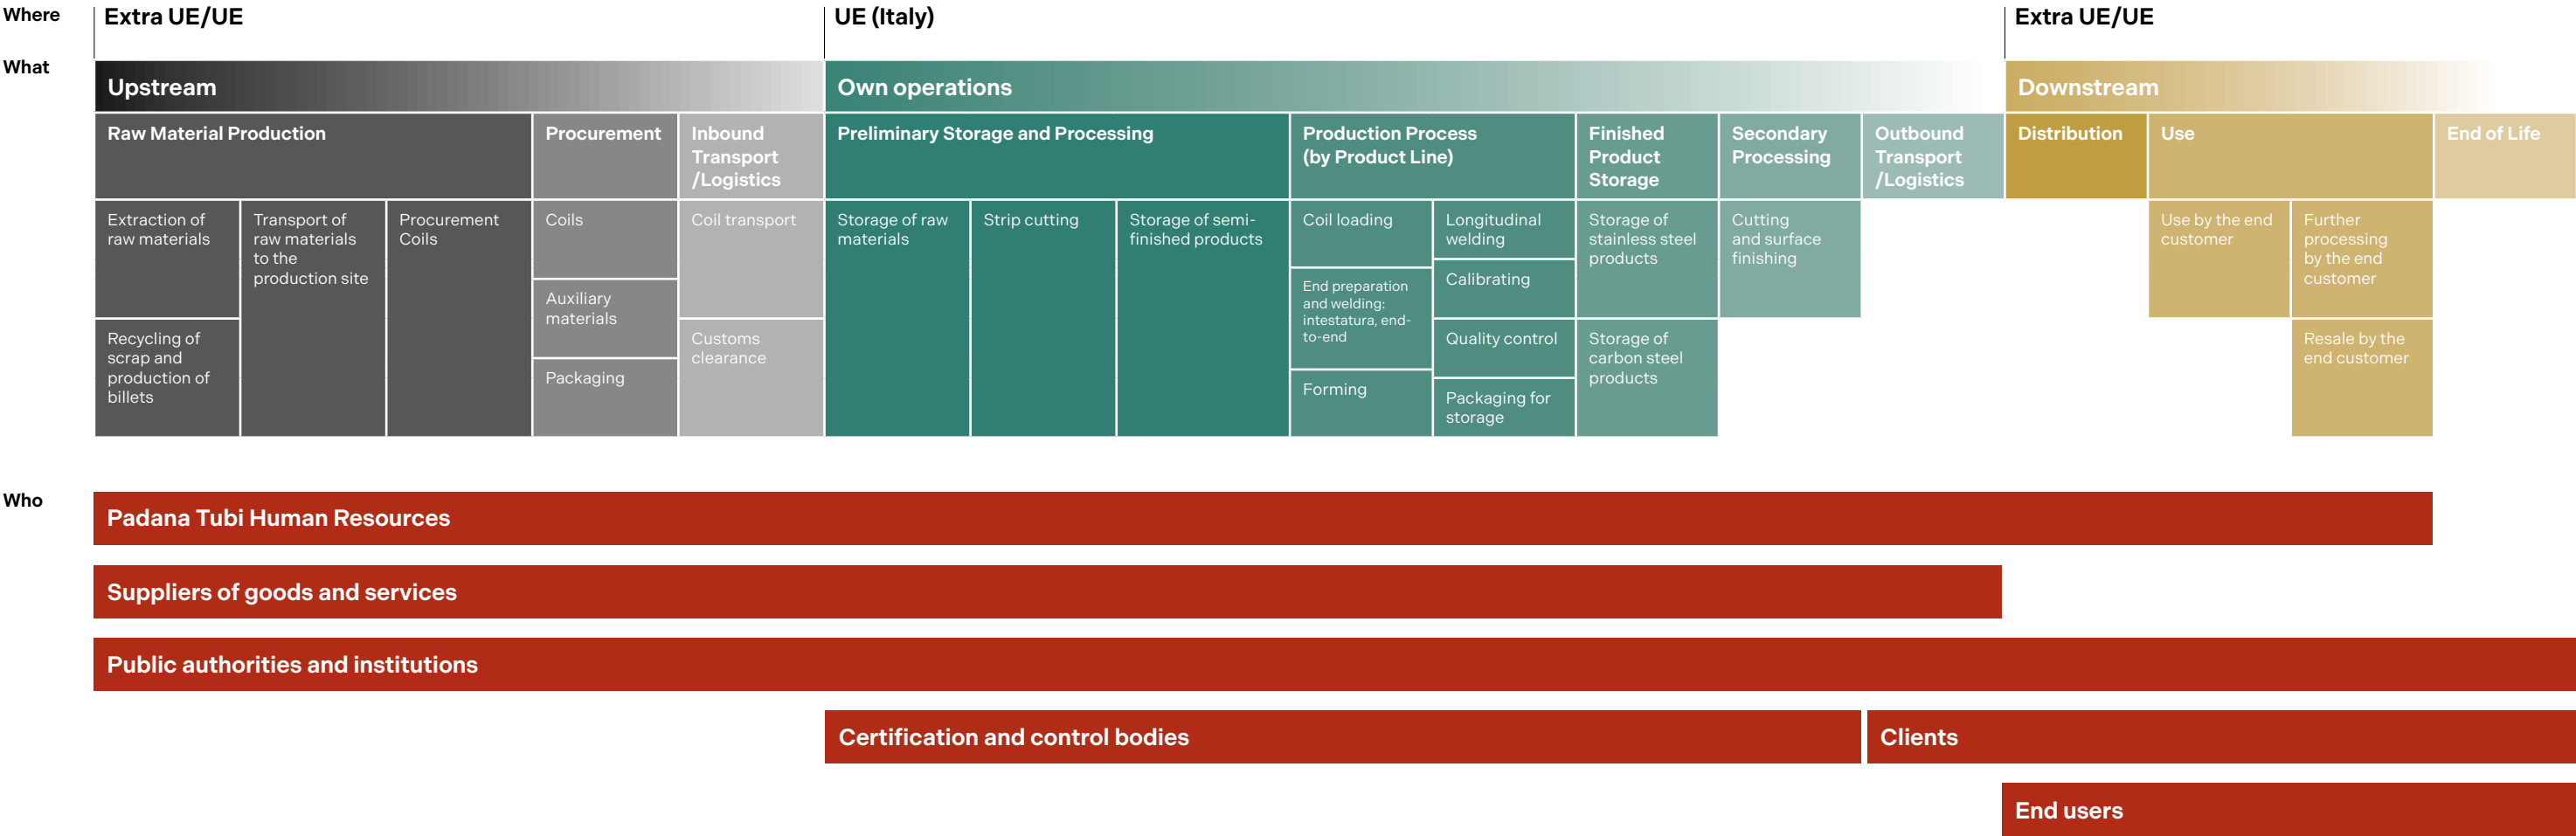 Where
Extra UE/UE
UE (Italy)
Extra UE/UE
What
Upstream
Own operations
Downstream
Raw Material Production
Procurement
Inbound
Transport
/Logistics
Preliminary Storage and Processing
Production Process
(by Product Line)
Finished
Product
Storage
Secondary
Processing
Outbound
Transport
/Logistics
Distribution
Use
End of Life
Extraction of
raw materials
Recycling of
scrap and
production of
billets
Transport of
raw materials
to the
production site
Procurement
Coils
Coils
Auxiliary
materials
Packaging
Coil transport
Customs
clearance
Storage of raw
materials
Strip cutting
Storage of semi-
finished products
Coil loading
End preparation
and welding:
intestatura, end-
to-end
Forming
Longitudinal
welding
Calibrating
Quality control
Packaging for
storage
Storage of
stainless steel
products
Storage of
carbon steel
products
Cutting
and surface
finishing
Use by the end
customer
Further
processing
by the end
customer
Resale by the
end customer
Who
Padana Tubi Human Resources
Suppliers of goods and services
Public authorities and institutions
Certification and control bodies
Clients
End users